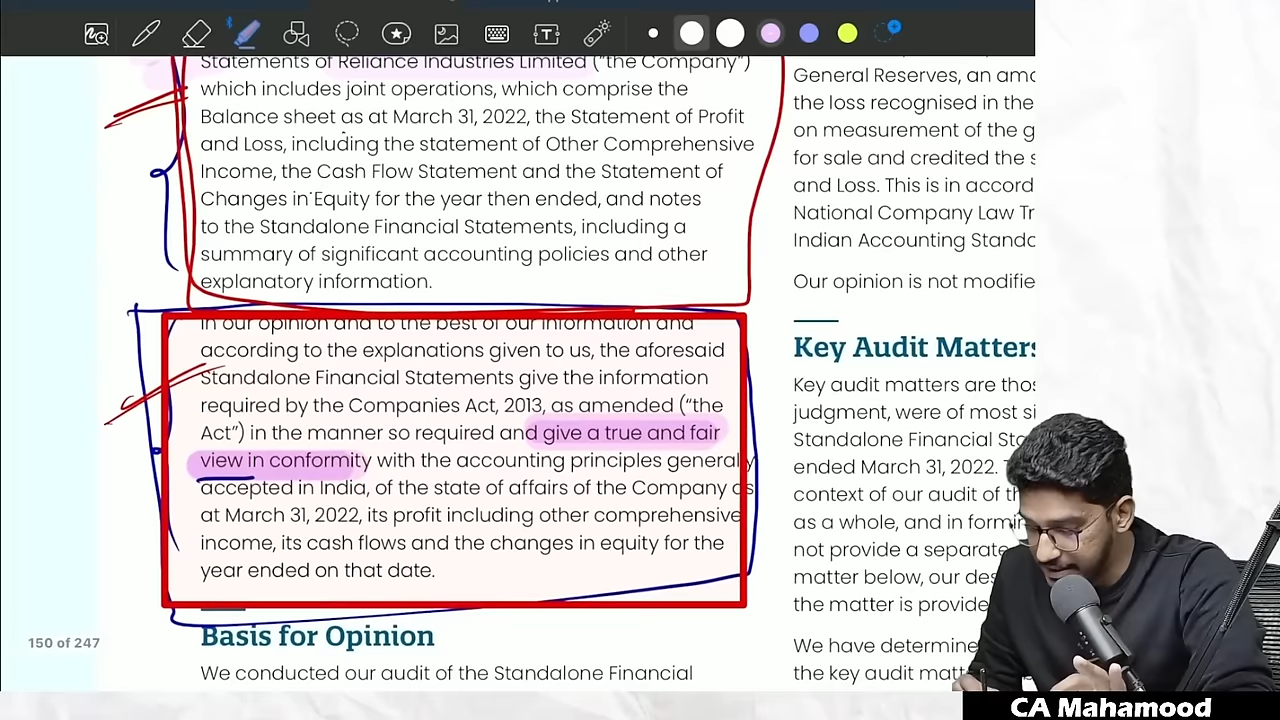 Statements of Reliance Industries Limited (“the Company”)
which includes joint operations, which comprise the
Balance sheet as at March 31, 2022, the Statement of Profit
and Loss, including the statement of Other Comprehensive
Income, the Cash Flow Statement and the Statement of
Changes in Equity for the year then ended, and notes
to the Standalone Financial Statements, including a
summary of significant accounting policies and other
explanatory information.
In our opinion and to the best of our information and
according to the explanations given to us, the aforesaid
Standalone Financial Statements give the information
required by the Companies Act, 2013, as amended (“the
Act”) in the manner so required and give a true and fair
view in conformity with the accounting principles generally
accepted in India, of the state of affairs of the Company as
at March 31, 2022, its profit including other comprehensive
income, its cash flows and the changes in equity for the
year ended on that date.
Basis for Opinion
We conducted our audit of the Standalone Financial
150 of 247
General Reserves, an amo
the loss recognised in the
on measurement of the g
for sale and credited the s
and Loss. This is in accord
National Company Law Tr
Indian Accounting Standa
Our opinion is not modifie
Key Audit Matters
Key audit matters are thos
judgment, were of most si
Standalone Financial Sta
ended March 31, 2022. T
context of our audit of th
as a whole, and in formin
not provide a separate
matter below, our des
the matter is provide
We have determine
the key audit matt
CA Mahamood